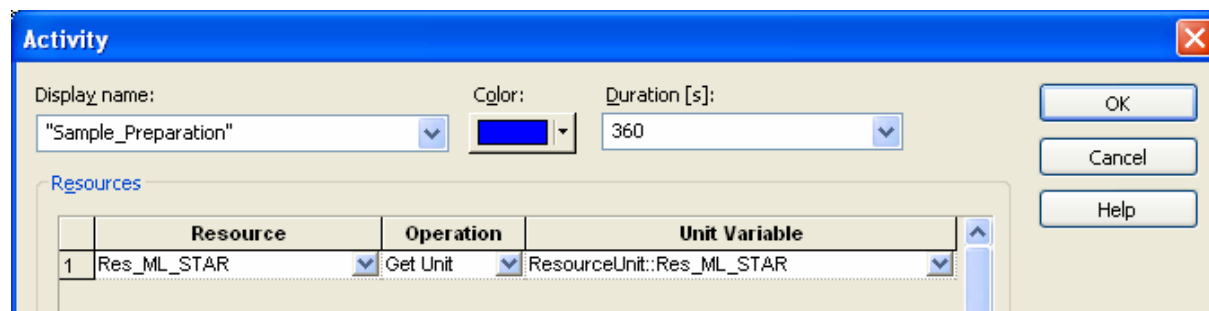 Activity
Display name:
Color:
Duration [s]:
"Sample_Preparation"
360
OK
Cancel
Help
Resources
Resource Operation Unit Variable
1 Res_ML_STAR Get Unit ResourceUnit::Res_ML_STAR